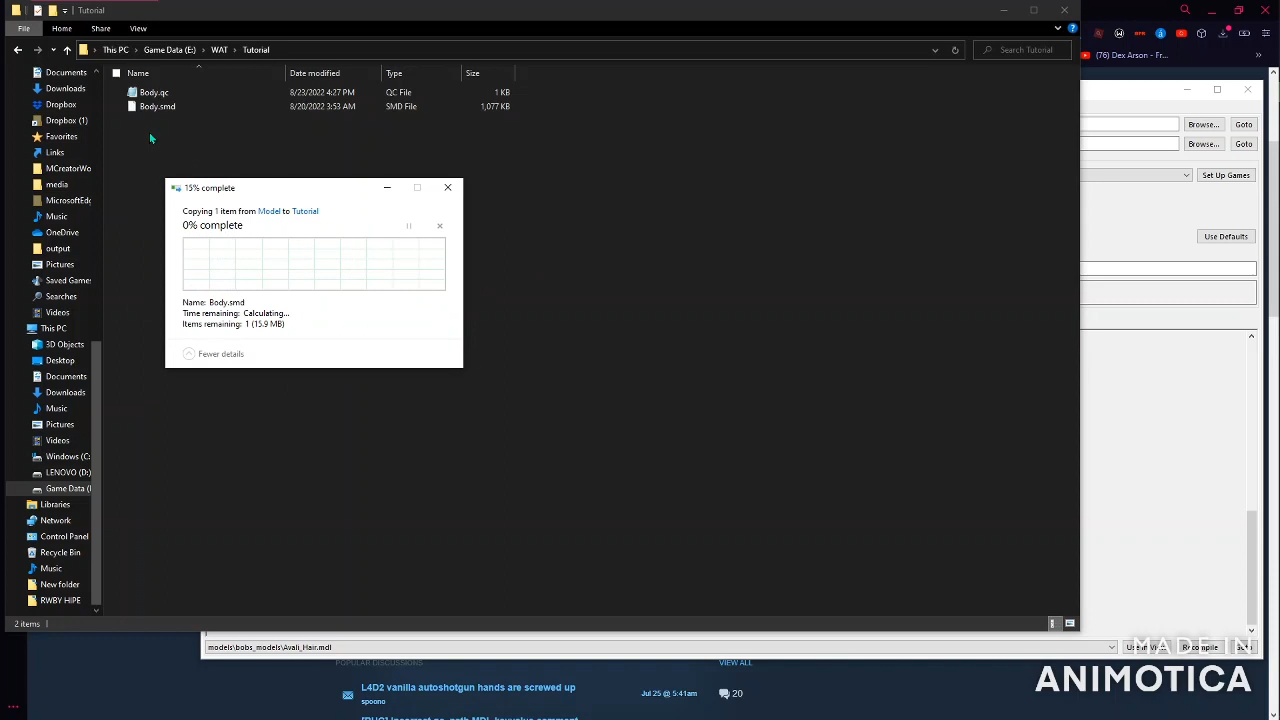 Tutorial
File
Home
Share
View
This PC
Game Data (E:)
WAT
Tutorial
Search Tutorial
(76) Dex Arson - Fr...
Name
Date modified
Type
Size
Body.qc
8/23/2022 4:27 PM
QC File
1 KB
Body.smd
8/20/2022 3:53 AM
SMD File
1,077 KB
Documents
Downloads
Dropbox
Dropbox (1)
Favorites
Links
MCreatorWo
media
MicrosoftEdg
Music
OneDrive
output
Pictures
Saved Games
Searches
Videos
This PC
3D Objects
Desktop
Documents
Downloads
Music
Pictures
Videos
Windows (C:
LENOVO (D:)
Game Data (
Libraries
Network
Control Panel
Recycle Bin
Music
New folder
RWBY HIPE
2 items
15% complete
Copying 1 item from Model to Tutorial
0% complete
Name: Body.smd
Time remaining: Calculating...
Items remaining: 1 (15.9 MB)
Fewer details
Browse...
Goto
Browse...
Goto
Set Up Games
Use Defaults
models\bobs_models\Avali_Hair.mdl
Recompile
MADE IN
ANIMOTICA
POPULAR DISCUSSIONS
VIEW ALL
L4D2 vanilla autoshotgun hands are screwed up
spoono
Jul 25 @ 5:41am
20